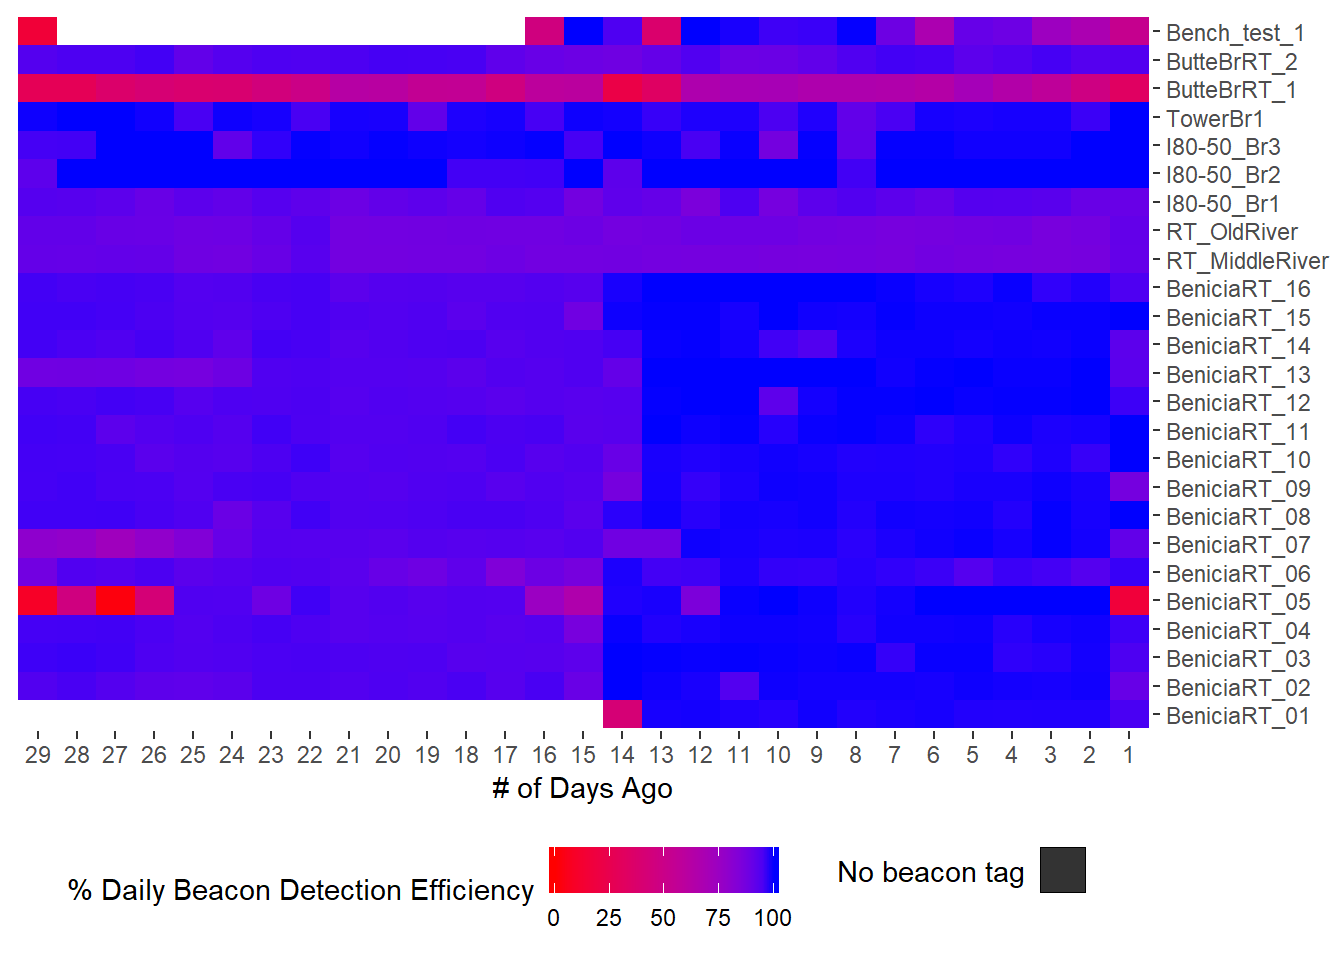 Bench_test_1
ButteBrRT_2
ButteBrRT_1
TowerBr1
I80-50_Br3
I80-50_Br2
I80-50_Br1
RT_OldRiver
RT_MiddleRiver
BeniciaRT_16
BeniciaRT_15
BeniciaRT_14
BeniciaRT_13
BeniciaRT_12
BeniciaRT_11
BeniciaRT_10
BeniciaRT_09
BeniciaRT_08
BeniciaRT_07
BeniciaRT_06
BeniciaRT_05
BeniciaRT_04
BeniciaRT_03
BeniciaRT_02
BeniciaRT_01
29 28 27 26 25 24 23 22 21 20 19 18 17 16 15 14 13 12 11 10 9 8 7 6 5 4 3 2 1
# of Days Ago
% Daily Beacon Detection Efficiency
0 25 50 75 100
No beacon tag